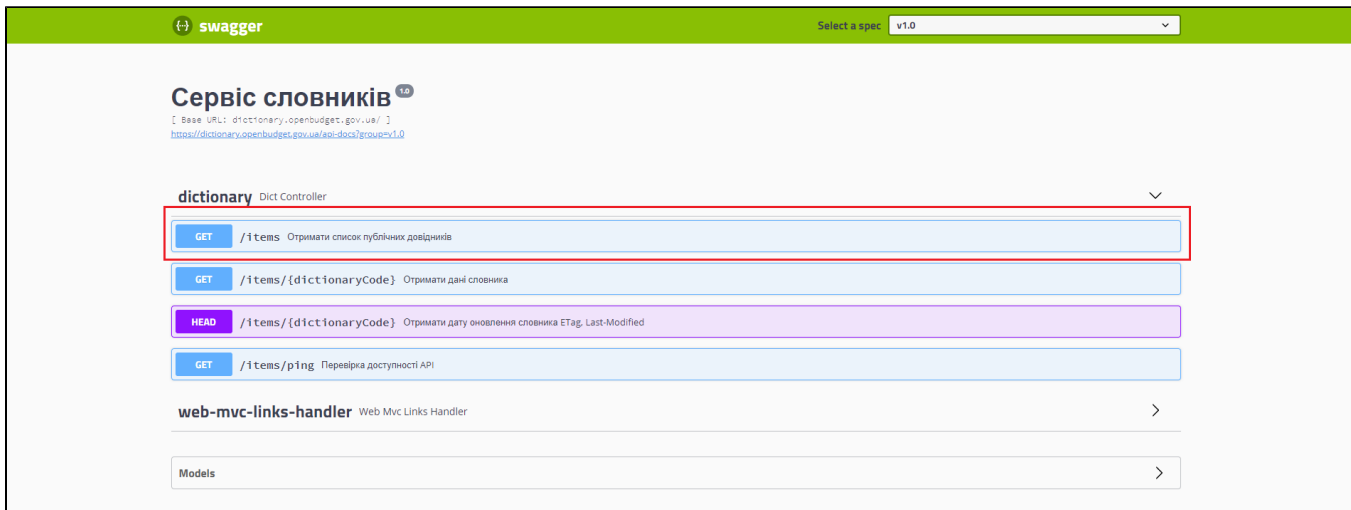 {··} swagger
Select a spec v1.0
Сервіс словників 1.0
[ Base URL: dictionary.openbudget.gov.ua/ ]
https://dictionary.openbudget.gov.ua/api-docs?group=v1.0
dictionary Dict Controller
GET /items Отримати список публічних довідників
GET /items/{dictionaryCode} Отримати дані словника
HEAD /items/{dictionaryCode} Отримати дату оновлення словника ETag, Last-Modified
GET /items/ping Перевірка доступності API
web-mvc-links-handler Web Mvc Links Handler
Models